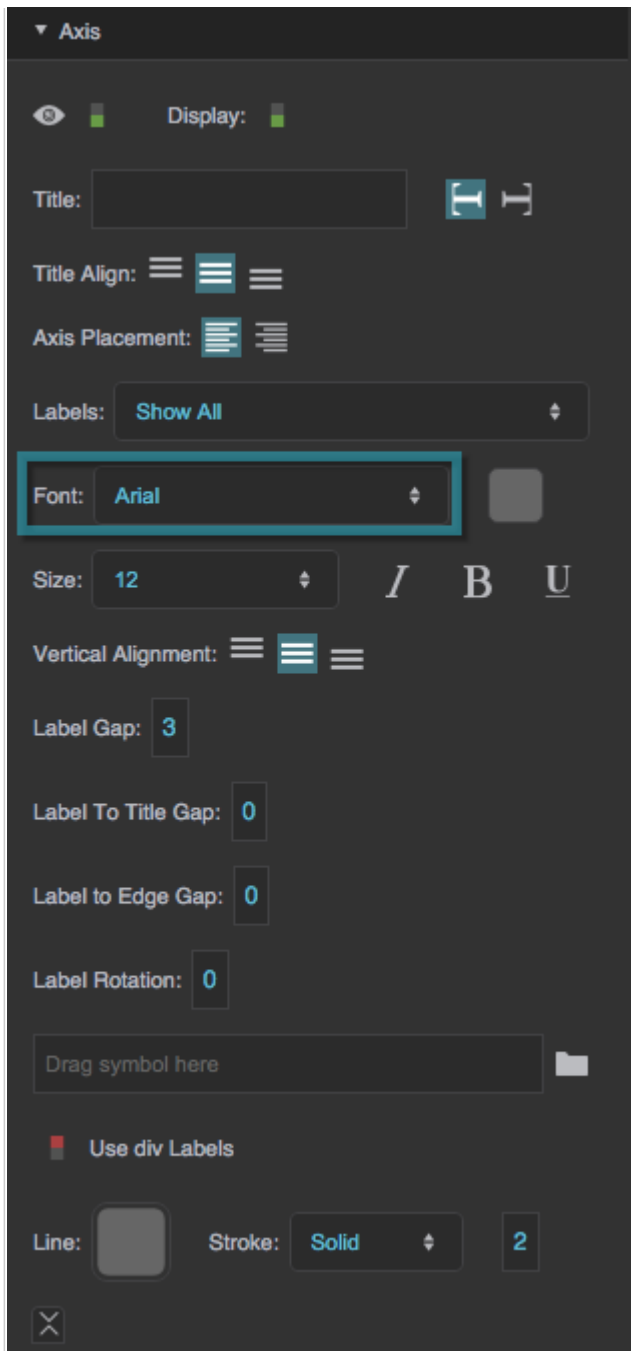 Axis
Display:
Title:
Title Align:
Axis Placement:
Labels: Show All
Font: Arial
Size: 12 I B U
Vertical Alignment:
Label Gap: 3
Label To Title Gap: 0
Label to Edge Gap: 0
Label Rotation: 0
Drag symbol here
Use div Labels
Line: Stroke: Solid 2